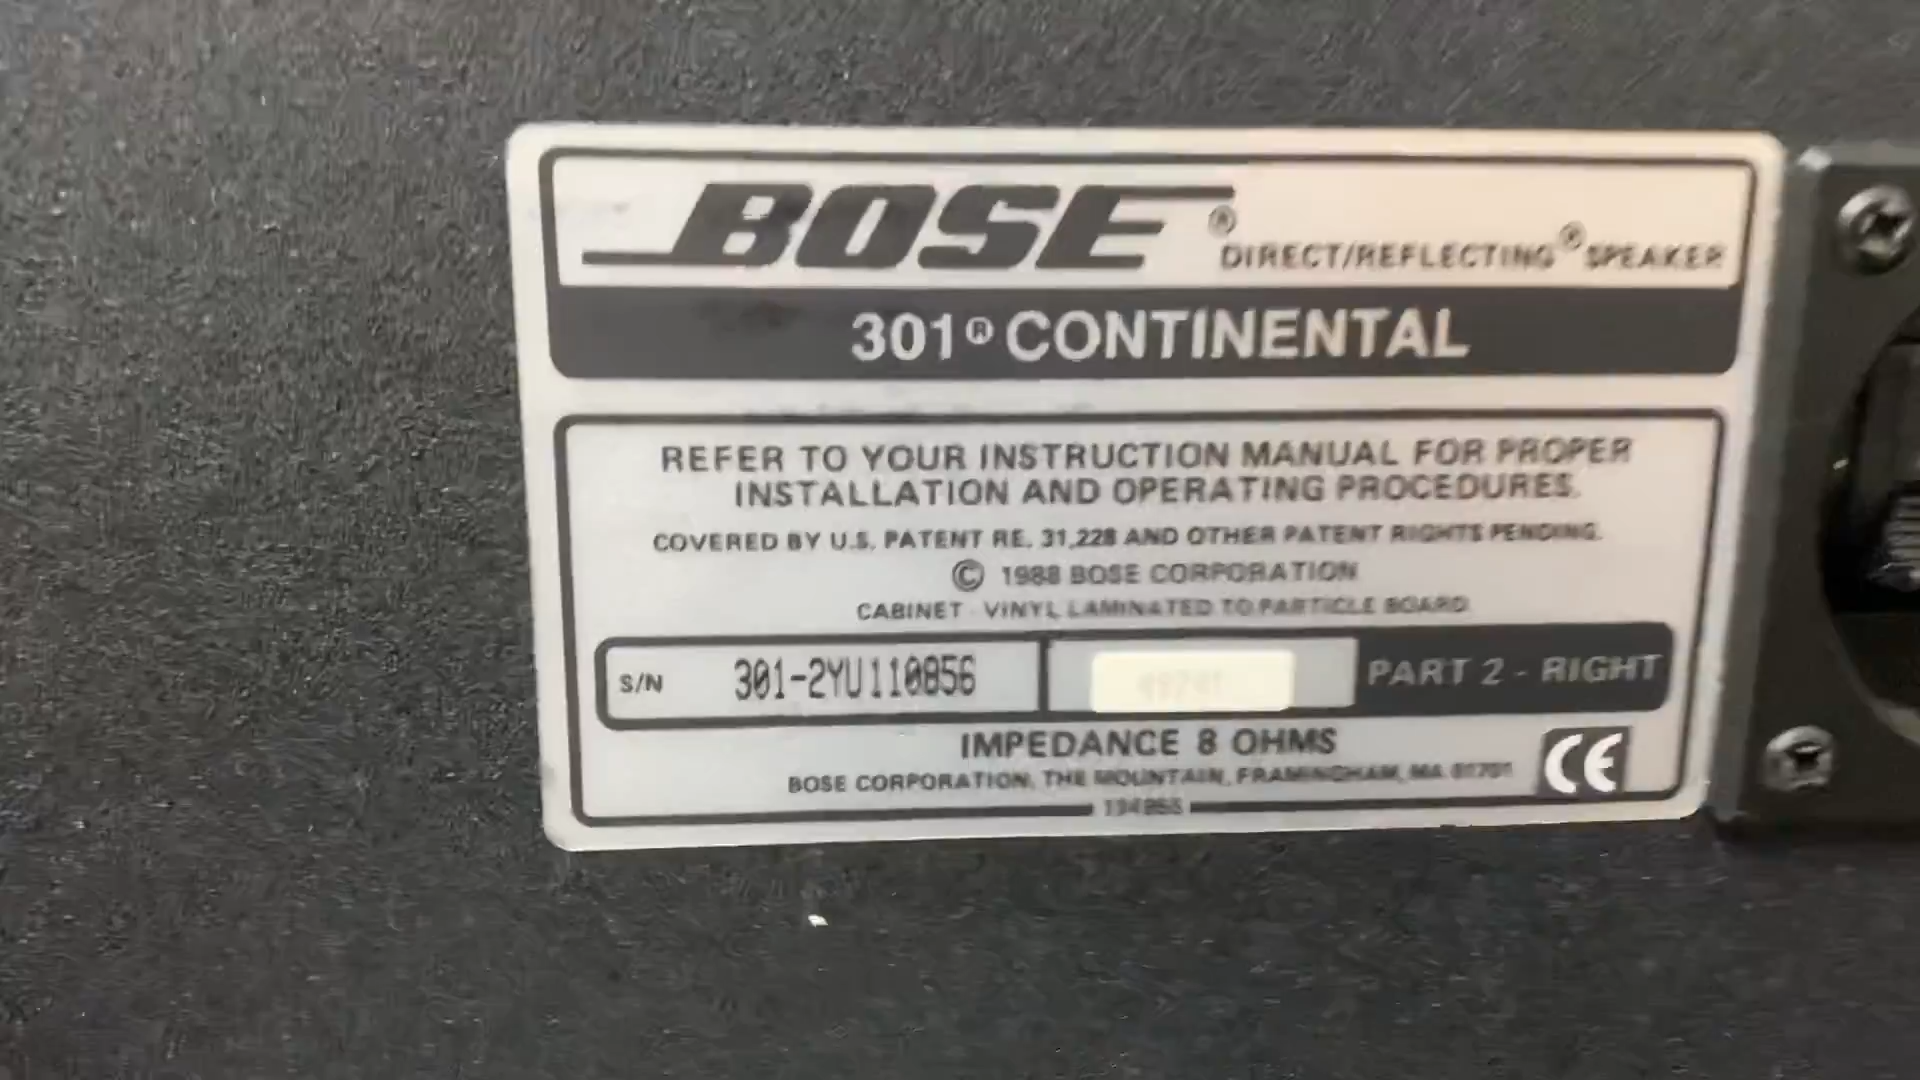 BOSE® DIRECT/REFLECTING® SPEAKER
301® CONTINENTAL
REFER TO YOUR INSTRUCTION MANUAL FOR PROPER
INSTALLATION AND OPERATING PROCEDURES.
COVERED BY U.S. PATENT RE. 31,228 AND OTHER PATENT RIGHTS PENDING.
© 1988 BOSE CORPORATION
CABINET - VINYL LAMINATED TO PARTICLE BOARD
S/N 301-2YU110856 PART 2 - RIGHT
IMPEDANCE 8 OHMS
BOSE CORPORATION, THE MOUNTAIN, FRAMINGHAM, MA 01701 CE